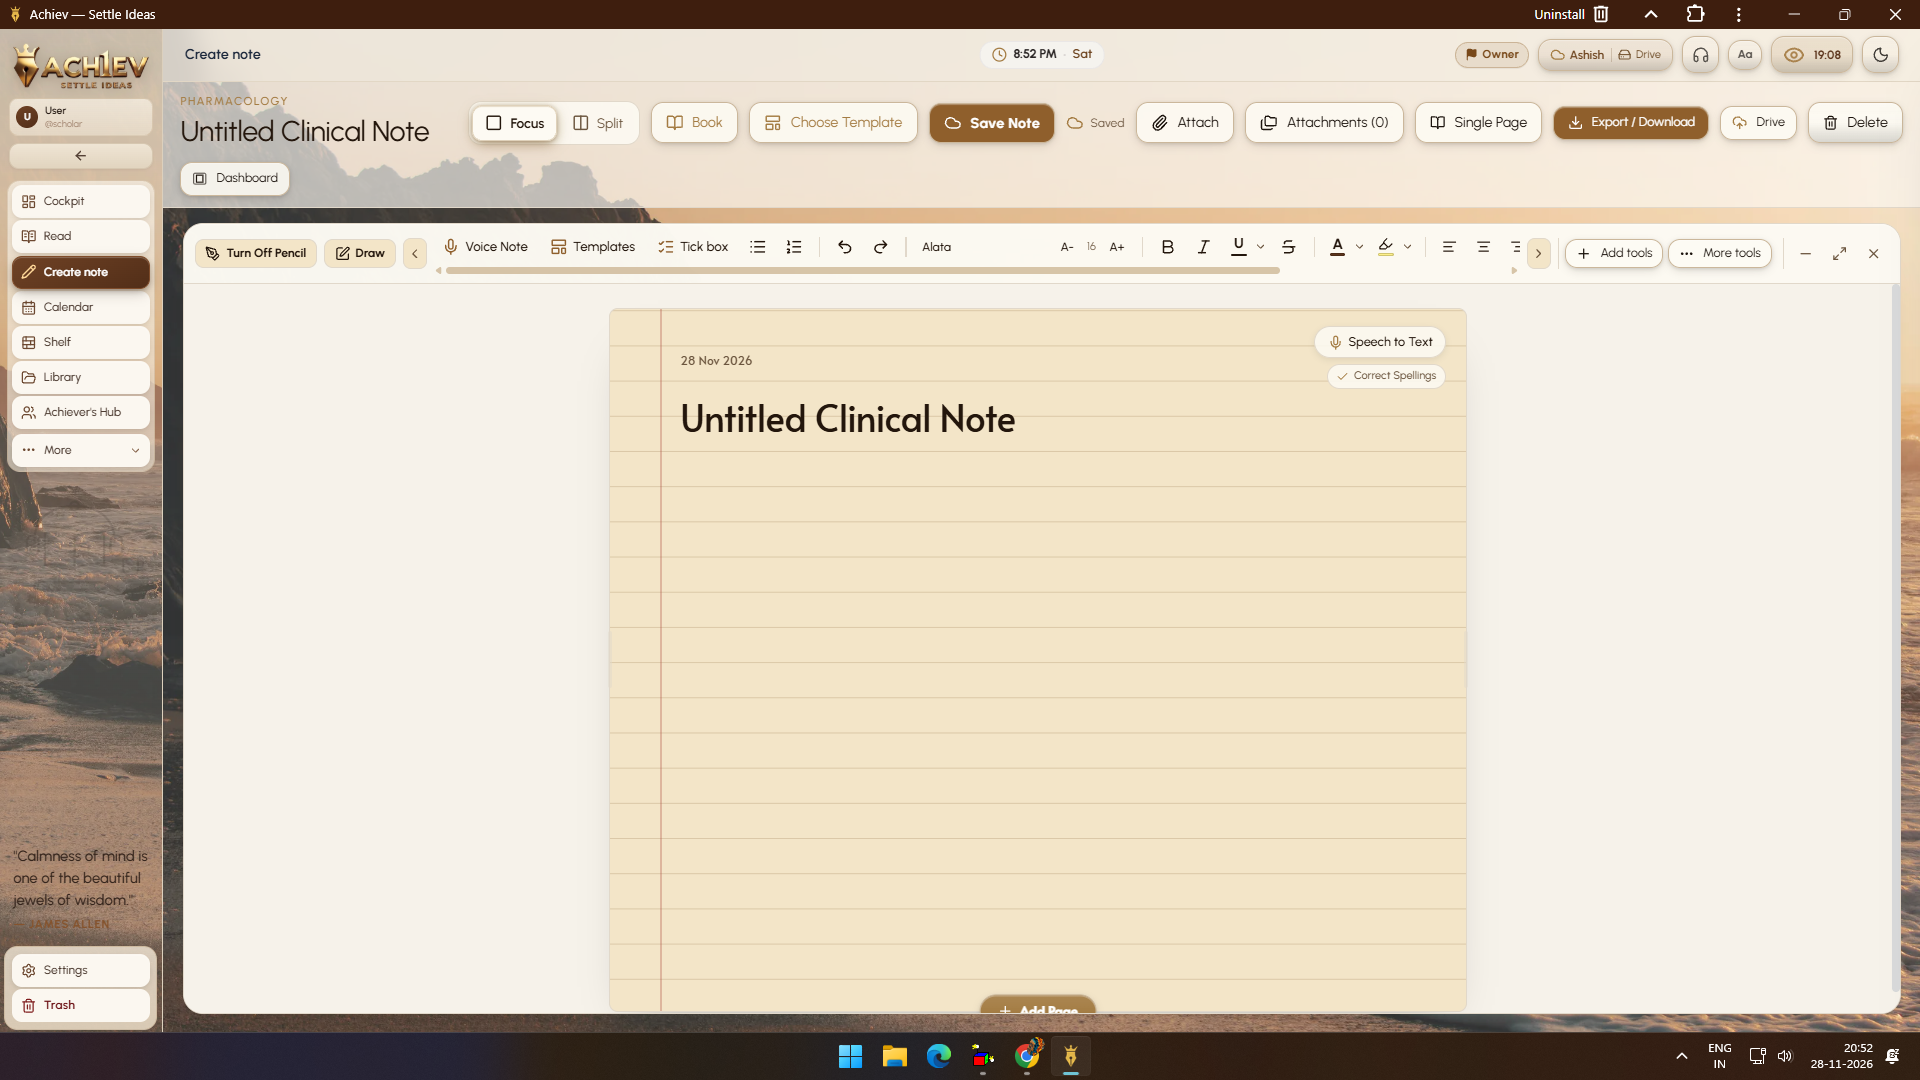 Achiev — Settle Ideas
Uninstall
ACHIEV
SETTLE IDEAS
Create note
8:52 PM · Sat
Owner
Ashish
Drive
Aa
19:08
U
User
@scholar
PHARMACOLOGY
Untitled Clinical Note
Focus
Split
Book
Choose Template
Save Note
Saved
Attach
Attachments (0)
Single Page
Export / Download
Drive
Delete
Dashboard
Cockpit
Read
Create note
Calendar
Shelf
Library
Achiever's Hub
More
Turn Off Pencil
Draw
Voice Note
Templates
Tick box
Alata
A-
16
A+
B
I
U
S
A
Add tools
More tools
28 Nov 2026
Speech to Text
Correct Spellings
Untitled Clinical Note
"Calmness of mind is
one of the beautiful
jewels of wisdom."
— JAMES ALLEN
Settings
Trash
+ Add Page
ENG
IN
20:52
28-11-2026